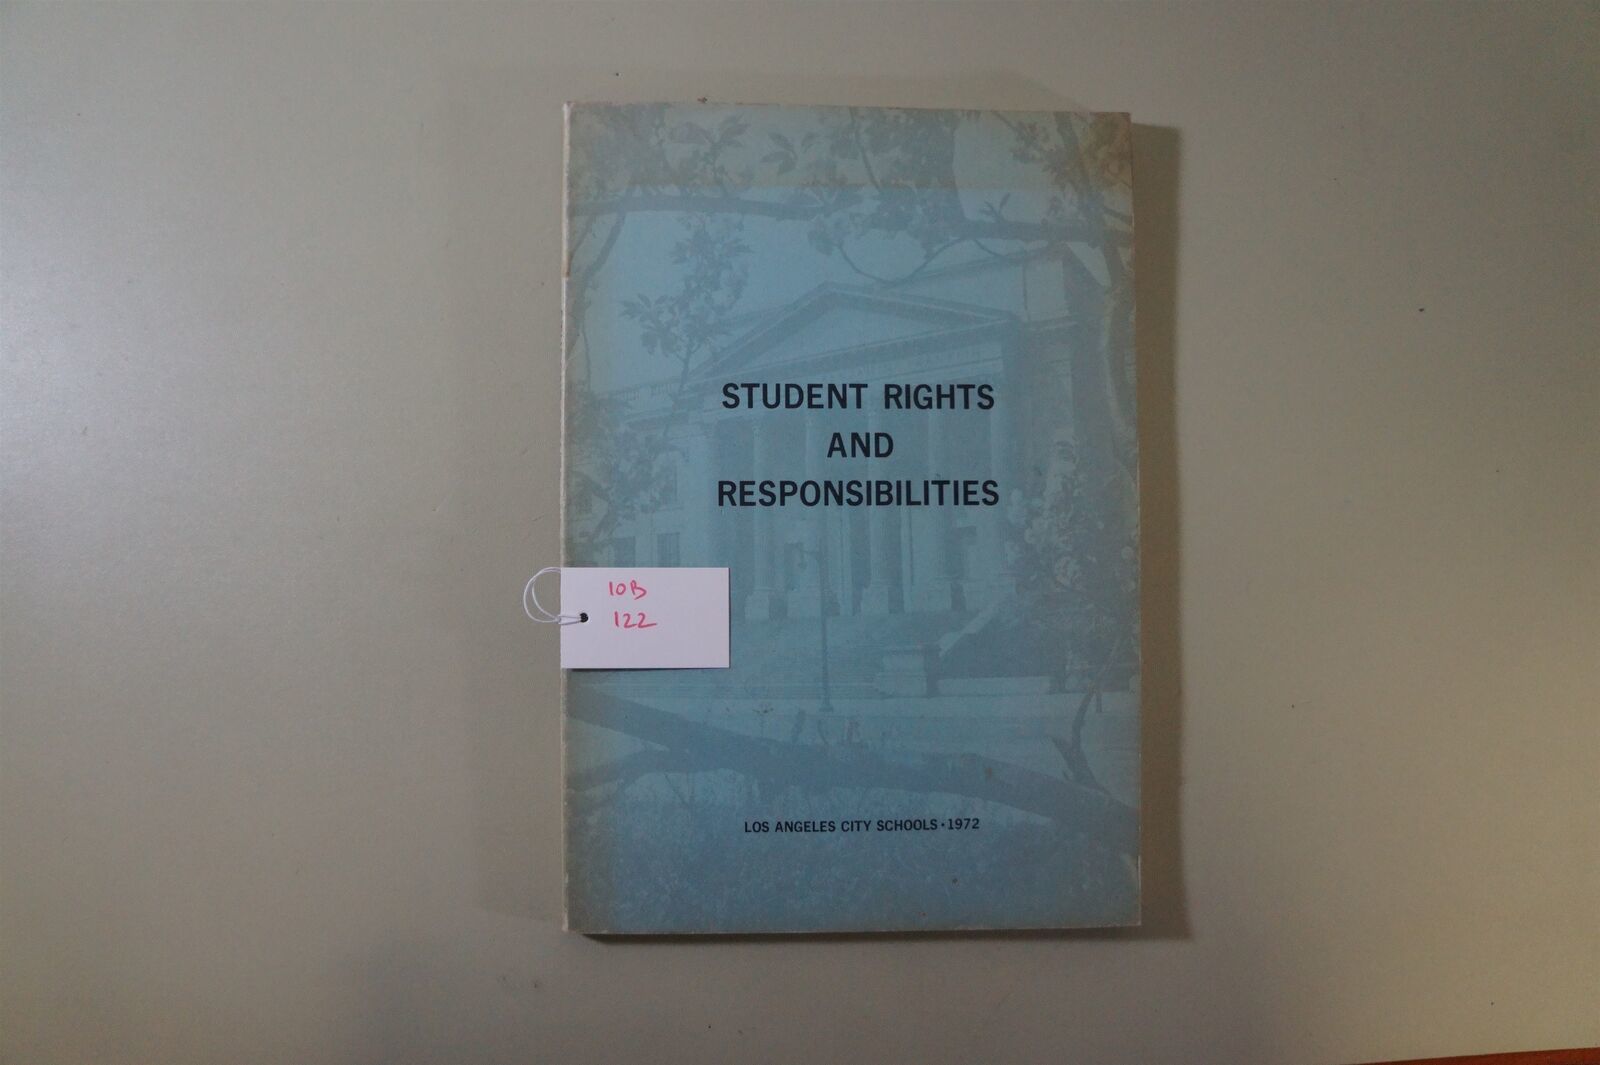 STUDENT RIGHTS
AND
RESPONSIBILITIES
10B
122
LOS ANGELES CITY SCHOOLS • 1972